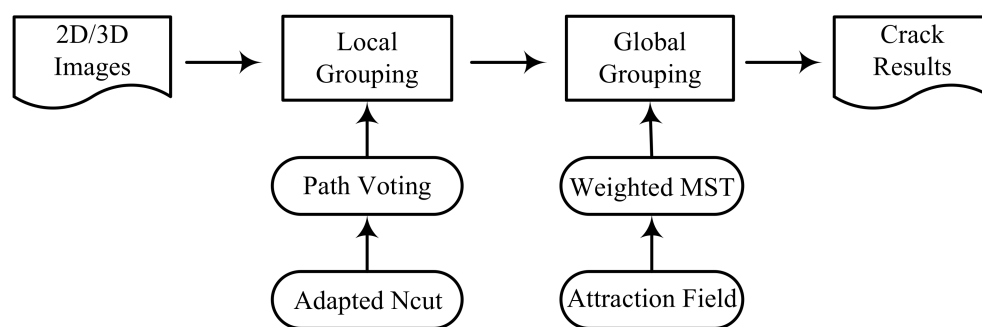 2D/3D
Images
Local
Grouping
Global
Grouping
Crack
Results
Path Voting
Weighted MST
Adapted Ncut
Attraction Field